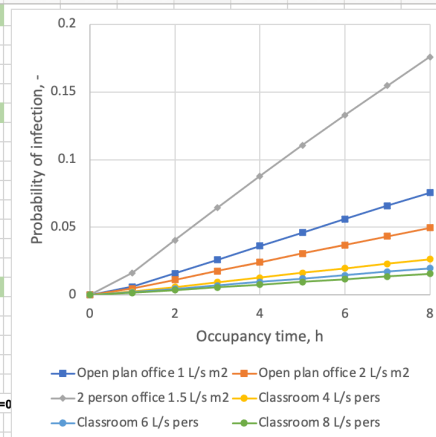 0.2
0.15
0.1
0.05
0
Probability of infection, -
0 2 4 6 8
Occupancy time, h
Open plan office 1 L/s m2 Open plan office 2 L/s m2
2 person office 1.5 L/s m2 Classroom 4 L/s pers
=0
Classroom 6 L/s pers Classroom 8 L/s pers